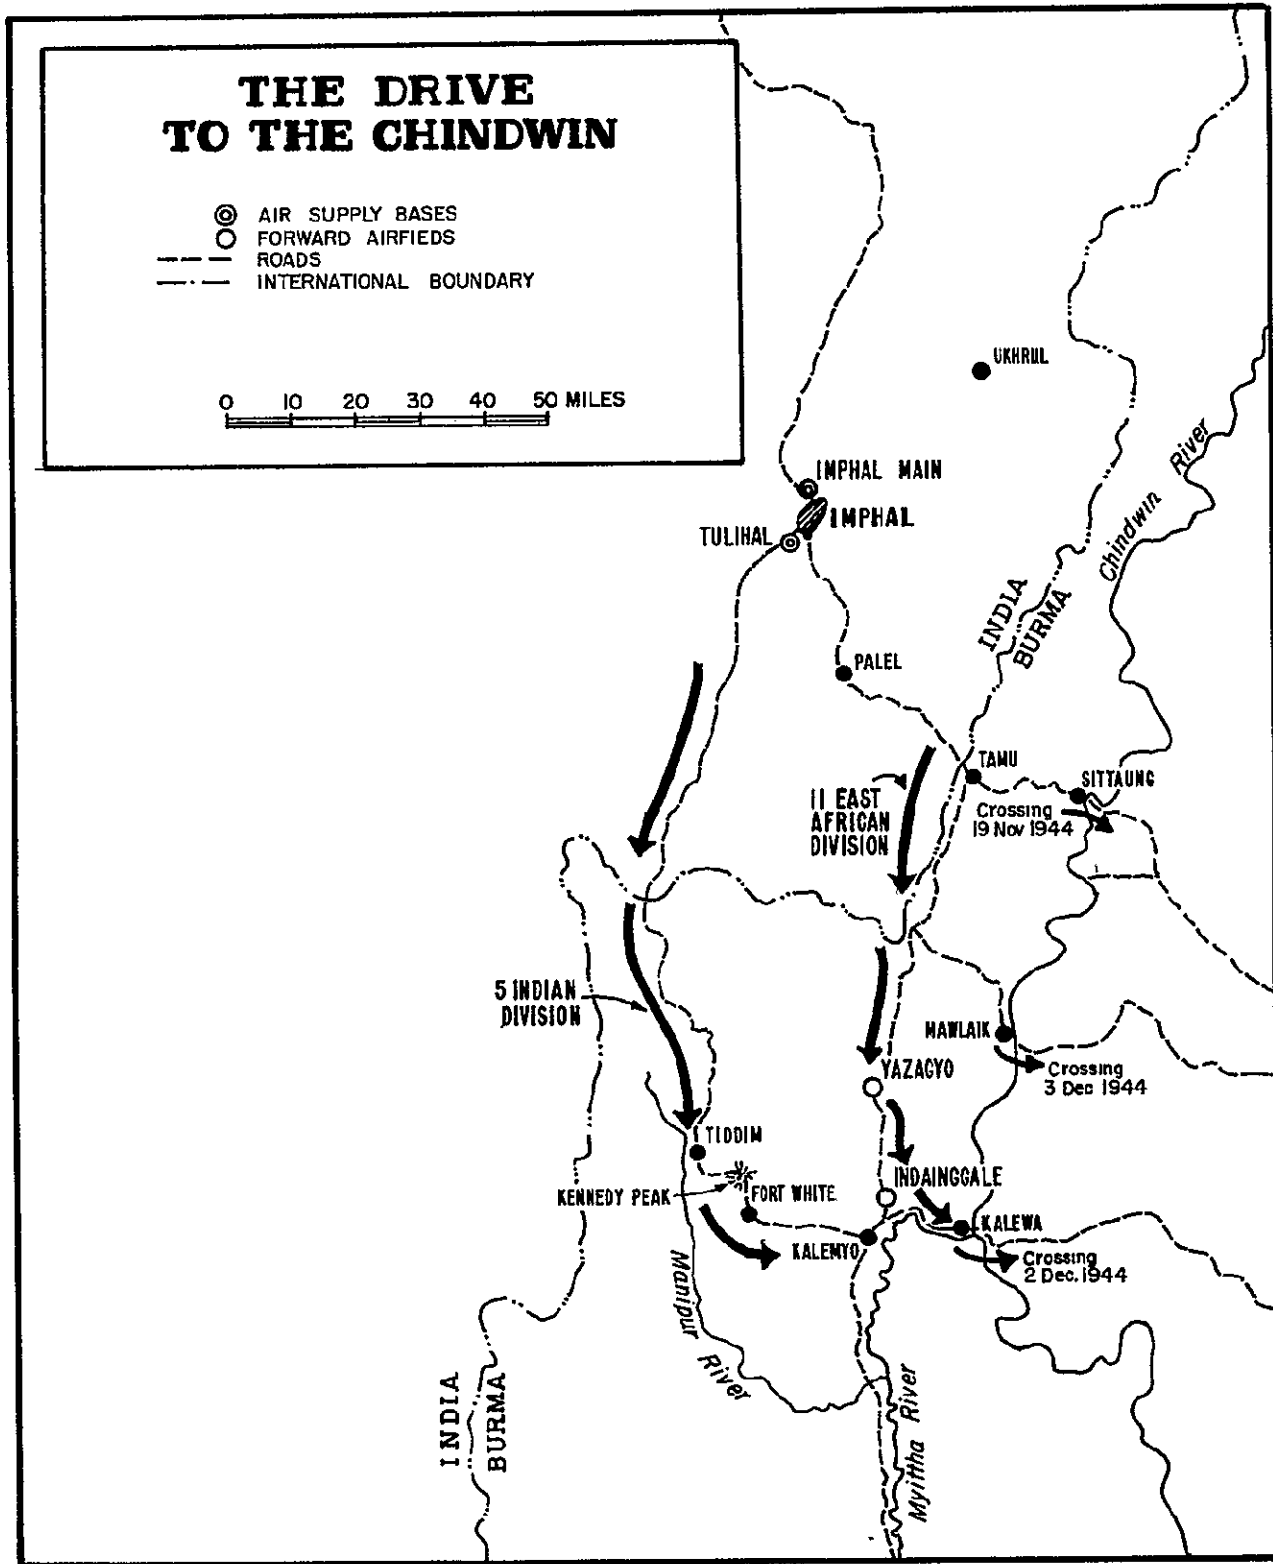 THE DRIVE
TO THE CHINDWIN
AIR SUPPLY BASES
FORWARD AIRFIEDS
ROADS
INTERNATIONAL BOUNDARY
0 10 20 30 40 50 MILES
UKHRUL
Chindwin River
IMPHAL MAIN
IMPHAL
TULIHAL
INDIA
BURMA
PALEL
TAMU
SITTAUNG
Crossing
19 Nov 1944
11 EAST
AFRICAN
DIVISION
5 INDIAN
DIVISION
MAWLAIK
Crossing
3 Dec 1944
YAZAGYO
TIDDIM
INDAINGGALE
KENNEDY PEAK
FORT WHITE
KALEWA
KALEMYO
Crossing
2 Dec. 1944
Manipur River
INDIA
BURMA
Myittha River